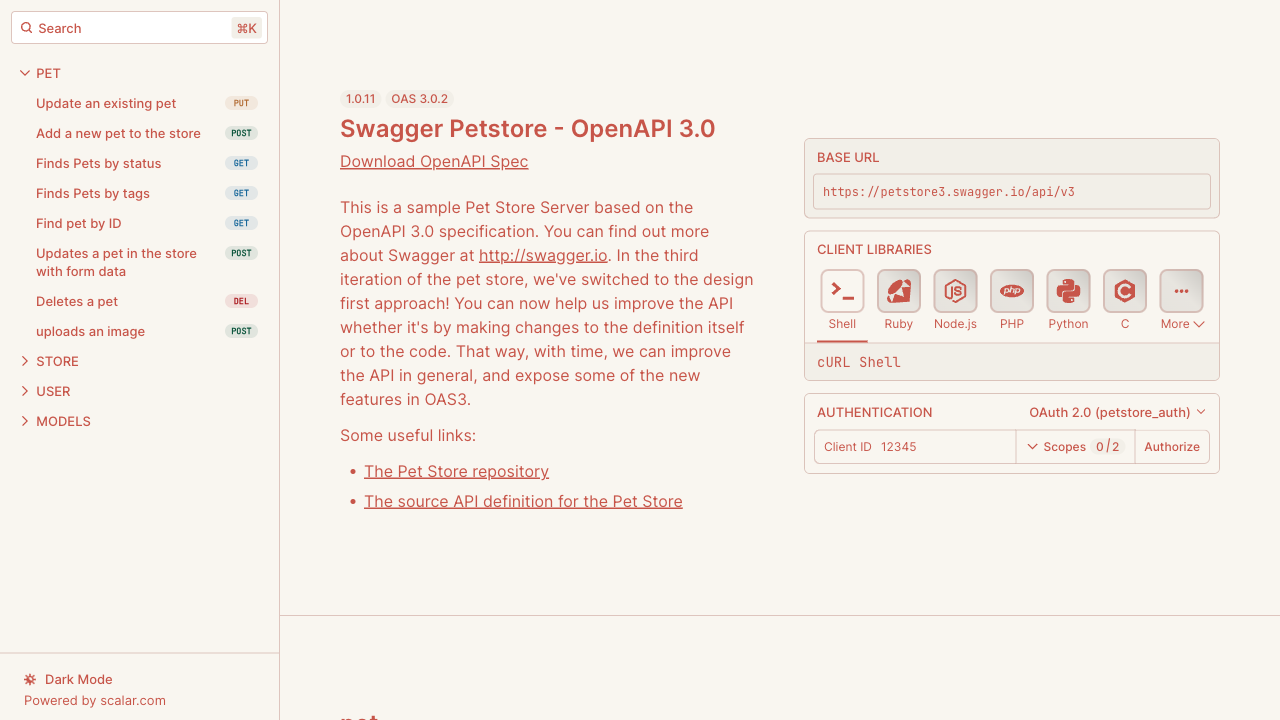 Search ⌘K
PET
Update an existing pet PUT
Add a new pet to the store POST
Finds Pets by status GET
Finds Pets by tags GET
Find pet by ID GET
Updates a pet in the store POST
with form data
Deletes a pet DEL
uploads an image POST
STORE
USER
MODELS
Dark Mode
Powered by scalar.com
1.0.11 OAS 3.0.2
Swagger Petstore - OpenAPI 3.0
Download OpenAPI Spec
This is a sample Pet Store Server based on the
OpenAPI 3.0 specification. You can find out more
about Swagger at http://swagger.io. In the third
iteration of the pet store, we've switched to the design
first approach! You can now help us improve the API
whether it's by making changes to the definition itself
or to the code. That way, with time, we can improve
the API in general, and expose some of the new
features in OAS3.
Some useful links:
• The Pet Store repository
• The source API definition for the Pet Store
BASE URL
https://petstore3.swagger.io/api/v3
CLIENT LIBRARIES
JS php C
Shell Ruby Node.js PHP Python C More
cURL Shell
AUTHENTICATION OAuth 2.0 (petstore_auth)
Client ID 12345 Scopes 0/2 Authorize
pet